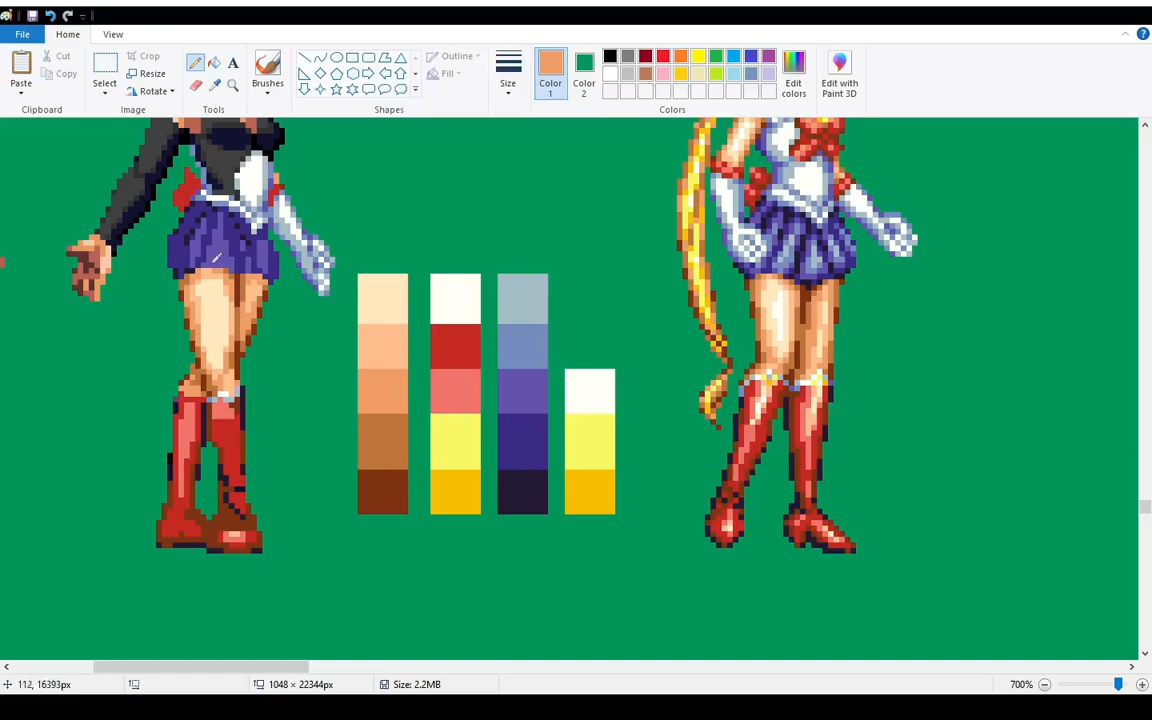 File Home View
Paste
Cut
Copy
Clipboard
Select
Crop
Resize
Rotate
Image
A
Tools
Brushes
Outline
Fill
Shapes
Size
Color 1
Color 2
Edit colors
Colors
Edit with Paint 3D
112, 16393px
1048 × 22344px
Size: 2.2MB
700%